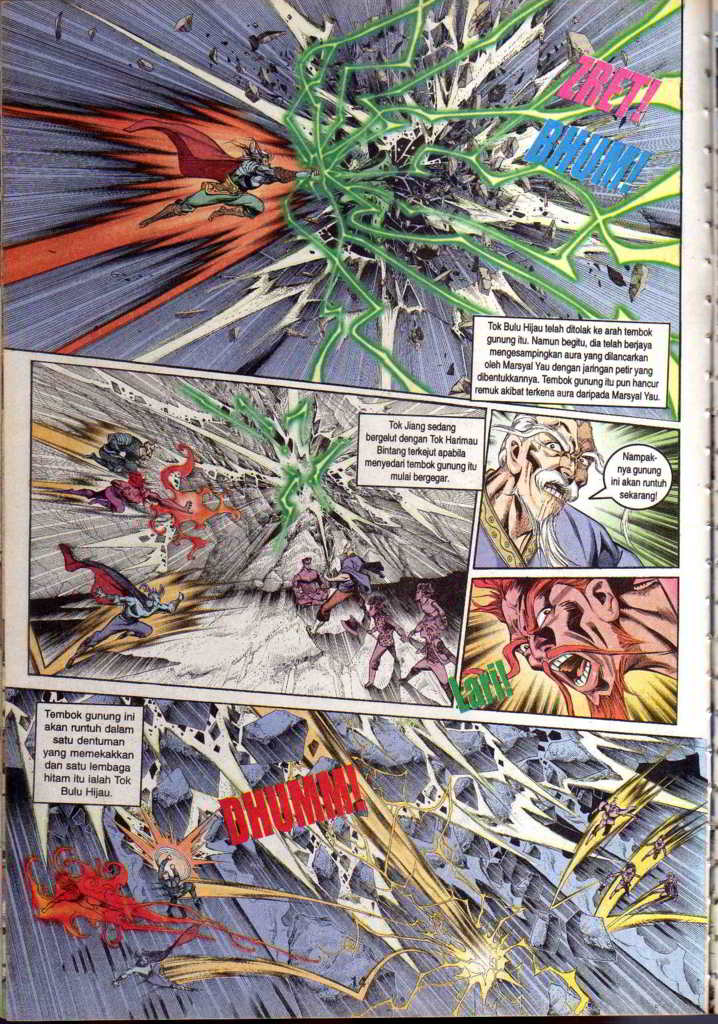 ZRET!
BHUM!
Tok Bulu Hijau telah ditolak ke arah tembok
gunung itu. Namun begitu, dia telah berjaya
mengesampingkan aura yang dilancarkan
Marsyal Yau dengan jaringan petir yang
dibentukkannya. Tembok gunung itu pun hancur
remuk akibat terkena aura daripada Marsyal Yau.
Tok Jiang sedang
bergelut dengan Tok Harimau
Bintang terkejut apabila
menyedari tembok gunung itu
mulai bergegar.
Nampak-
nya gunung
ini akan runtuh
sekarang!
Lari!
Tembok gunung ini
akan runtuh dalam
satu dentuman
yang memekakkan
dan satu lembaga
hitam itu ialah Tok
Bulu Hijau.
DHUMM!